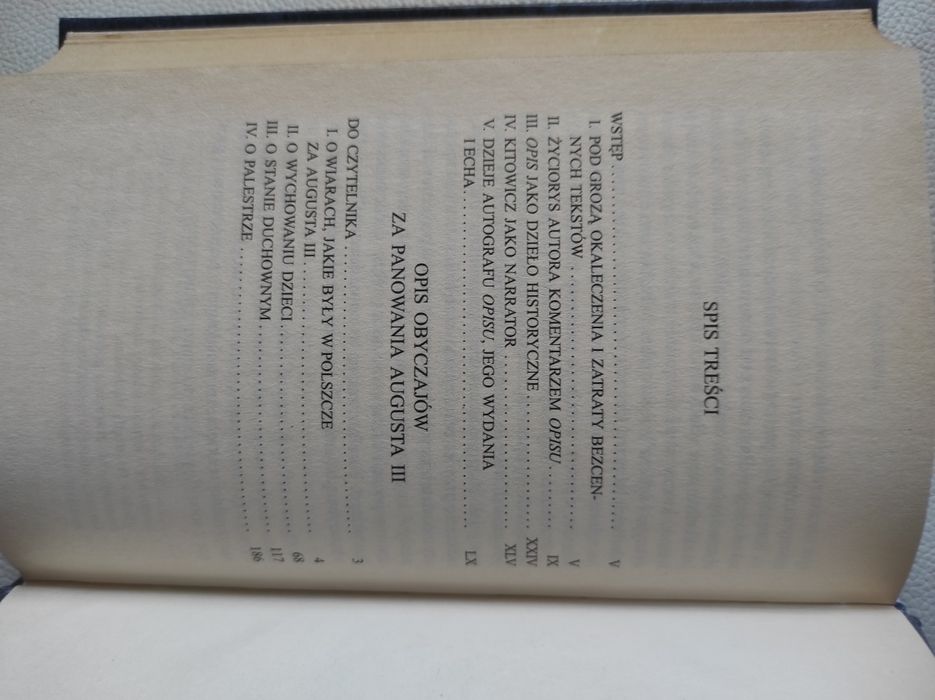 SPIS TREŚCI
WSTĘP . . . . . . . . . . . . . . . . . . . . . . . . . . . . . . . . . . . . V
I. POD GROZĄ OKALECZENIA I ZATRATY BEZCEN-
NYCH TEKSTÓW . . . . . . . . . . . . . . . . . . . . . . . . . . . V
II. ŻYCIORYS AUTORA KOMENTARZEM OPISU . . . . . . . IX
III. OPIS JAKO DZIEŁO HISTORYCZNE . . . . . . . . . . . . . . XXIV
IV. KITOWICZ JAKO NARRATOR . . . . . . . . . . . . . . . . . . XLV
V. DZIEJE AUTOGRAFU OPISU, JEGO WYDANIA
I ECHA . . . . . . . . . . . . . . . . . . . . . . . . . . . . . . . . . . LX
OPIS OBYCZAJÓW
ZA PANOWANIA AUGUSTA III
DO CZYTELNIKA . . . . . . . . . . . . . . . . . . . . . . . . . . . . 3
I. O WIARACH, JAKIE BYŁY W POLSZCZE
ZA AUGUSTA III . . . . . . . . . . . . . . . . . . . . . . . . . . . 4
II. O WYCHOWANIU DZIECI . . . . . . . . . . . . . . . . . . . . . 68
III. O STANIE DUCHOWNYM . . . . . . . . . . . . . . . . . . . . . 117
IV. O PALESTRZE . . . . . . . . . . . . . . . . . . . . . . . . . . . . 186